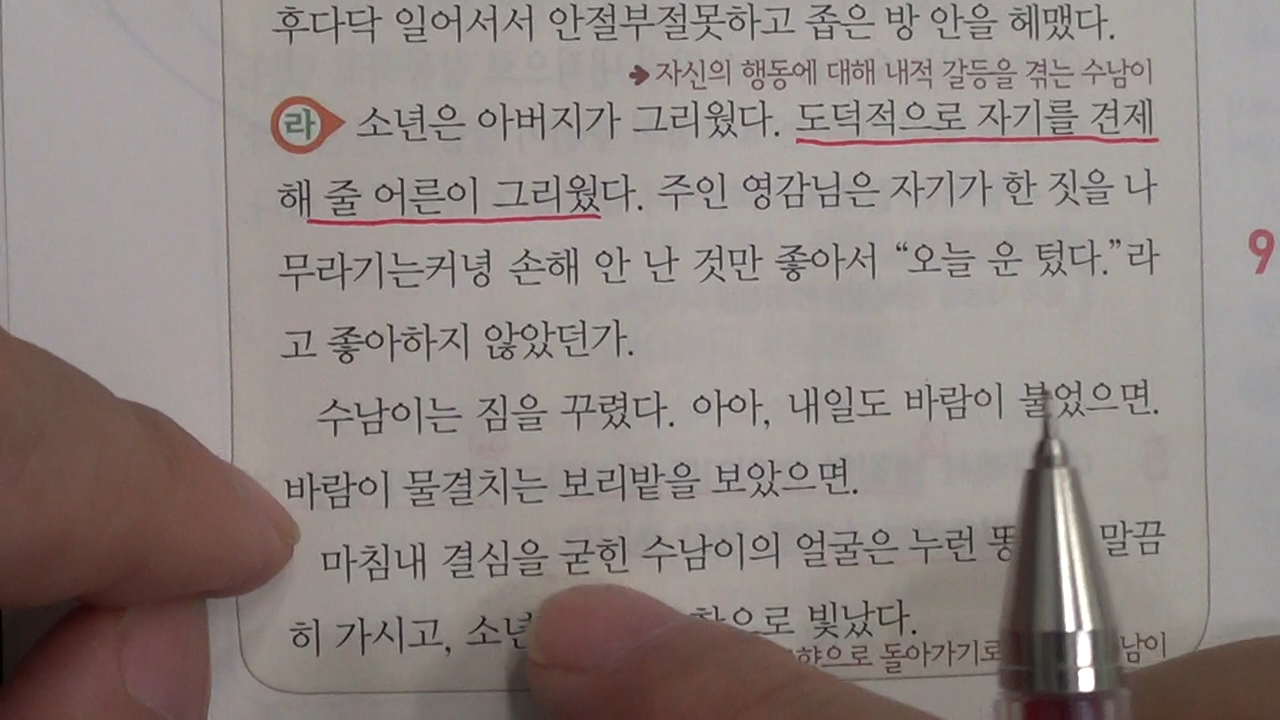 후다닥 일어서서 안절부절못하고 좁은 방 안을 헤맸다.
➔ 자신의 행동에 대해 내적 갈등을 겪는 수남이
라 소년은 아버지가 그리웠다. 도덕적으로 자기를 견제
해 줄 어른이 그리웠다. 주인 영감님은 자기가 한 짓을 나
무라기는커녕 손해 안 난 것만 좋아서 “오늘 운 텄다.”라
고 좋아하지 않았던가.
9
수남이는 짐을 꾸렸다. 아아, 내일도 바람이 불었으면.
바람이 물결치는 보리밭을 보았으면.
마침내 결심을 굳힌 수남이의 얼굴은 누런 말끔
히 가시고, 빛났다.
돌아가기로